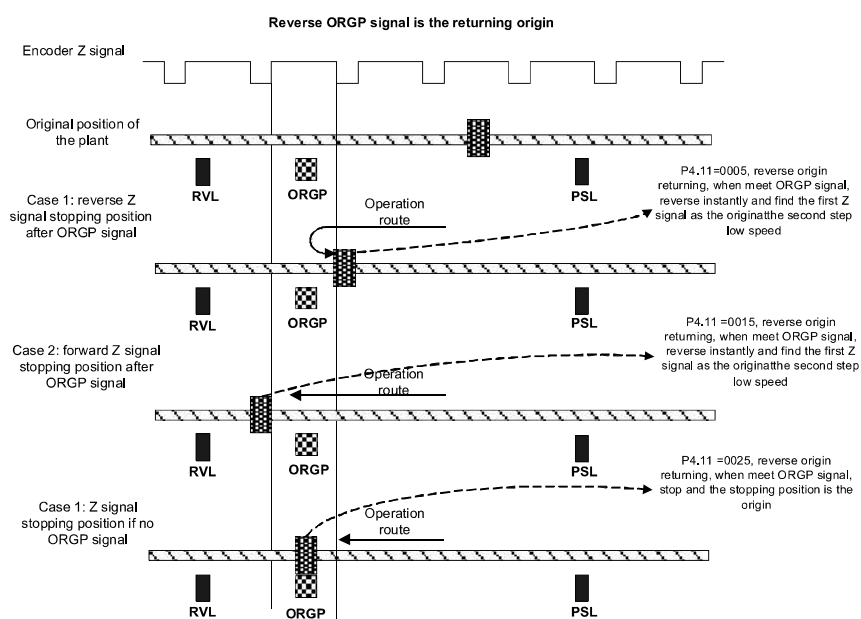 Reverse ORGP signal is the returning origin
Encoder Z signal
Original position of
the plant
RVL
ORGP
PSL
Case 1: reverse Z
signal stopping position
after ORGP signal
Operation
route
P4.11=0005, reverse origin
returning, when meet ORGP signal,
reverse instantly and find the first Z
signal as the originatthe second step
low speed
RVL
ORGP
PSL
Case 2: forward Z signal
stopping position after
ORGP signal
Operation
route
P4.11 =0015, reverse origin
returning, when meet ORGP signal,
reverse instantly and find the first Z
signal as the originatthe second step
low speed
RVL
ORGP
PSL
Case 1: Z signal
stopping position if no
ORGP signal
Operation
route
P4.11 =0025, reverse origin
returning, when meet ORGP signal,
stop and the stopping position is the
origin
RVL
ORGP
PSL